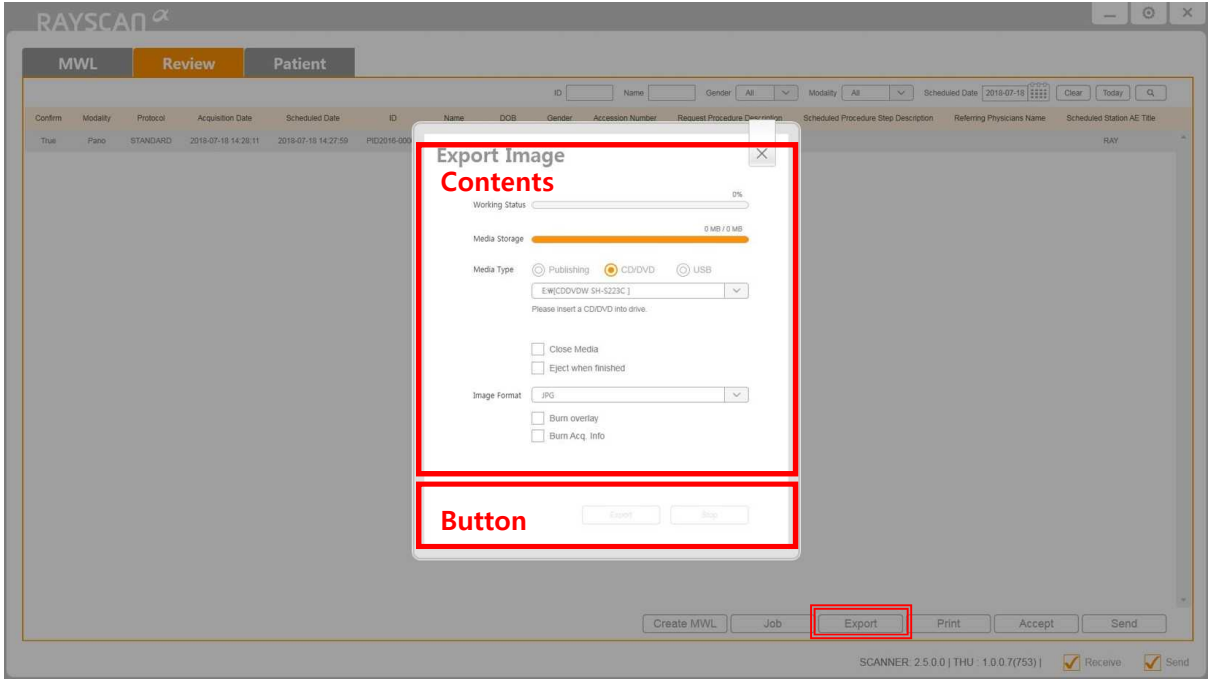 RAYSCAN α
MWL Review Patient
ID Name Gender All Modality All Scheduled Date 2018-07-18 Clear Today
Confirm Modality Protocol Acquisition Date Scheduled Date ID Name DOB Gender Accession Number Request Procedure Description Scheduled Procedure Step Description Referring Physicians Name Scheduled Station AE Title
True Pano STANDARD 2018-07-18 14:28:11 2018-07-18 14:27:59 RAY
Export Image
Contents
0%
Working Status
0 MB / 0 MB
Media Storage
Media Type Publishing CD/DVD USB
E:₩[CDDVDW SH-S223C ]
Please insert a CD/DVD into drive.
Close Media
Eject when finished
Image Format JPG
Burn overlay
Burn Acq. Info
Button Export Stop
Create MWL Job Export Print Accept Send
SCANNER: 2.5.0.0 | THU : 1.0.0.7(753) | Receive Send